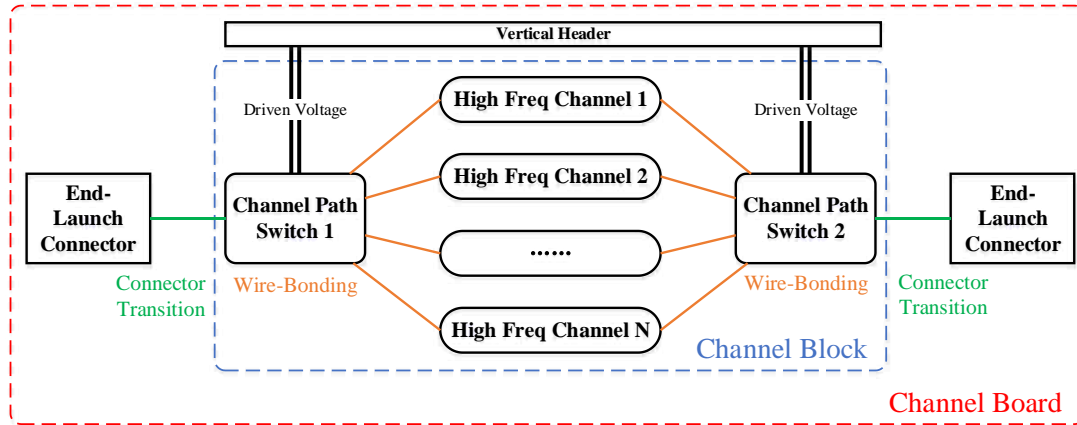 Vertical Header
Driven Voltage
Driven Voltage
High Freq Channel 1
High Freq Channel 2
......
High Freq Channel N
End-
Launch
Connector
Channel Path
Switch 1
Channel Path
Switch 2
End-
Launch
Connector
Connector
Transition
Wire-Bonding
Wire-Bonding
Connector
Transition
Channel Block
Channel Board